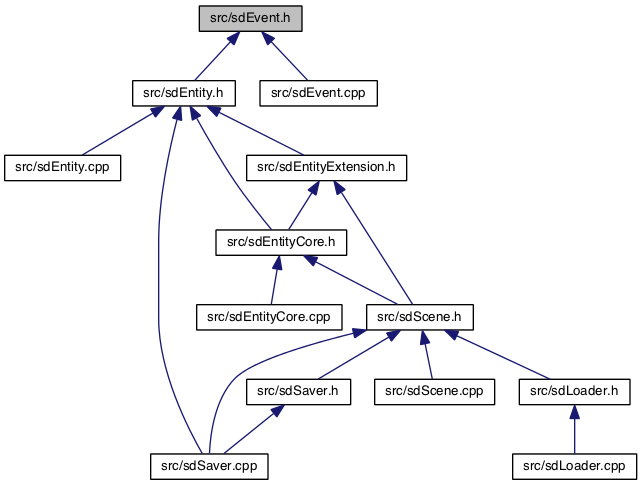 src/sdEvent.h
src/sdEntity.h
src/sdEvent.cpp
src/sdEntity.cpp
src/sdEntityExtension.h
src/sdEntityCore.h
src/sdEntityCore.cpp
src/sdScene.h
src/sdSaver.h
src/sdScene.cpp
src/sdLoader.h
src/sdSaver.cpp
src/sdLoader.cpp